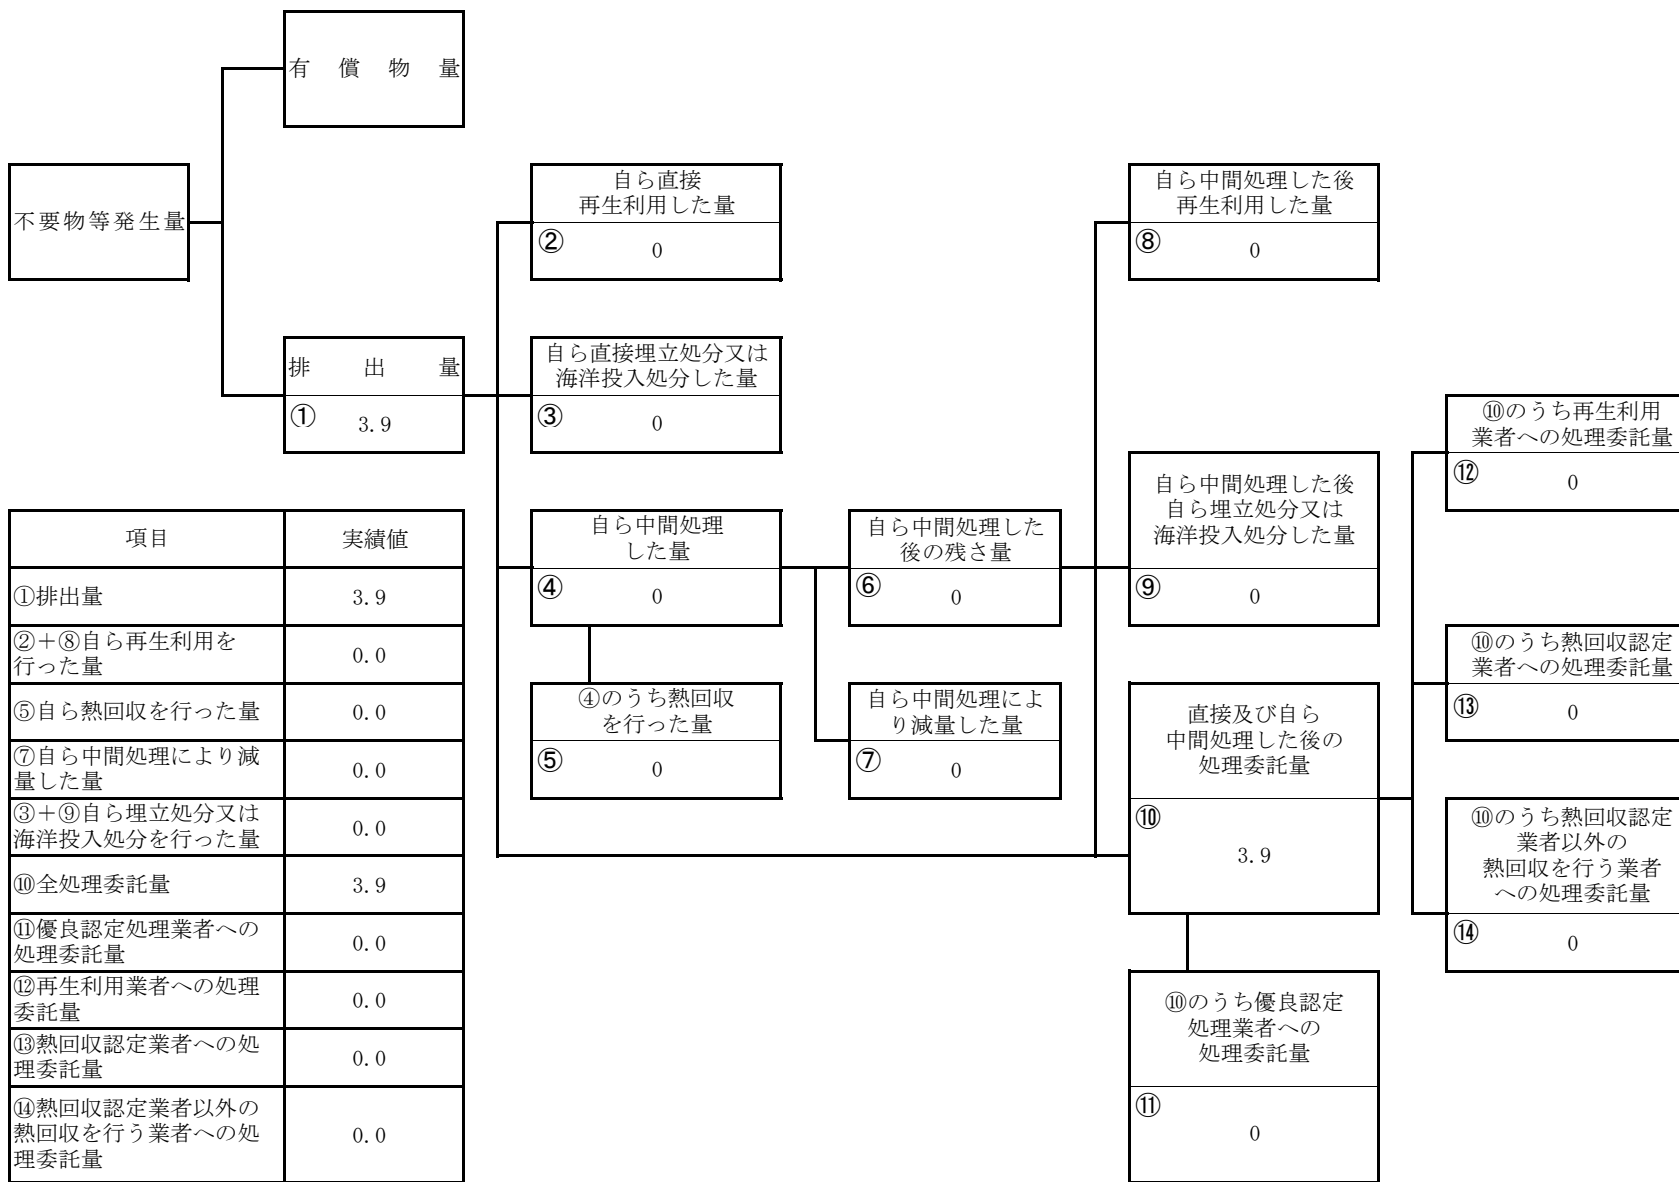 有償物量
不要物等発生量
自ら直接
再生利用した量
②
0
自ら中間処理した後
再生利用した量
⑧
0
排出量
①
3.9
自ら直接埋立処分又は
海洋投入処分した量
③
0
⑩のうち再生利用
業者への処理委託量
⑫
0
自ら中間処理した後
自ら埋立処分又は
海洋投入処分した量
⑨
0
自ら中間処理
した量
④
0
自ら中間処理した
後の残さ量
⑥
0
⑩のうち熱回収認定
業者への処理委託量
⑬
0
④のうち熱回収
を行った量
⑤
0
自ら中間処理によ
り減量した量
⑦
0
直接及び自ら
中間処理した後の
処理委託量
⑩
3.9
⑩のうち熱回収認定
業者以外の
熱回収を行う業者
への処理委託量
⑭
0
⑩のうち優良認定
処理業者への
処理委託量
⑪
0
項目 実績値
①排出量 3.9
②+⑧自ら再生利用を
行った量
0.0
⑤自ら熱回収を行った量 0.0
⑦自ら中間処理により減
量した量
0.0
③+⑨自ら埋立処分又は
海洋投入処分を行った量
0.0
⑩全処理委託量 3.9
⑪優良認定処理業者への
処理委託量
0.0
⑫再生利用業者への処理
委託量
0.0
⑬熱回収認定業者への処
理委託量
0.0
⑭熱回収認定業者以外の
熱回収を行う業者への処
理委託量
0.0